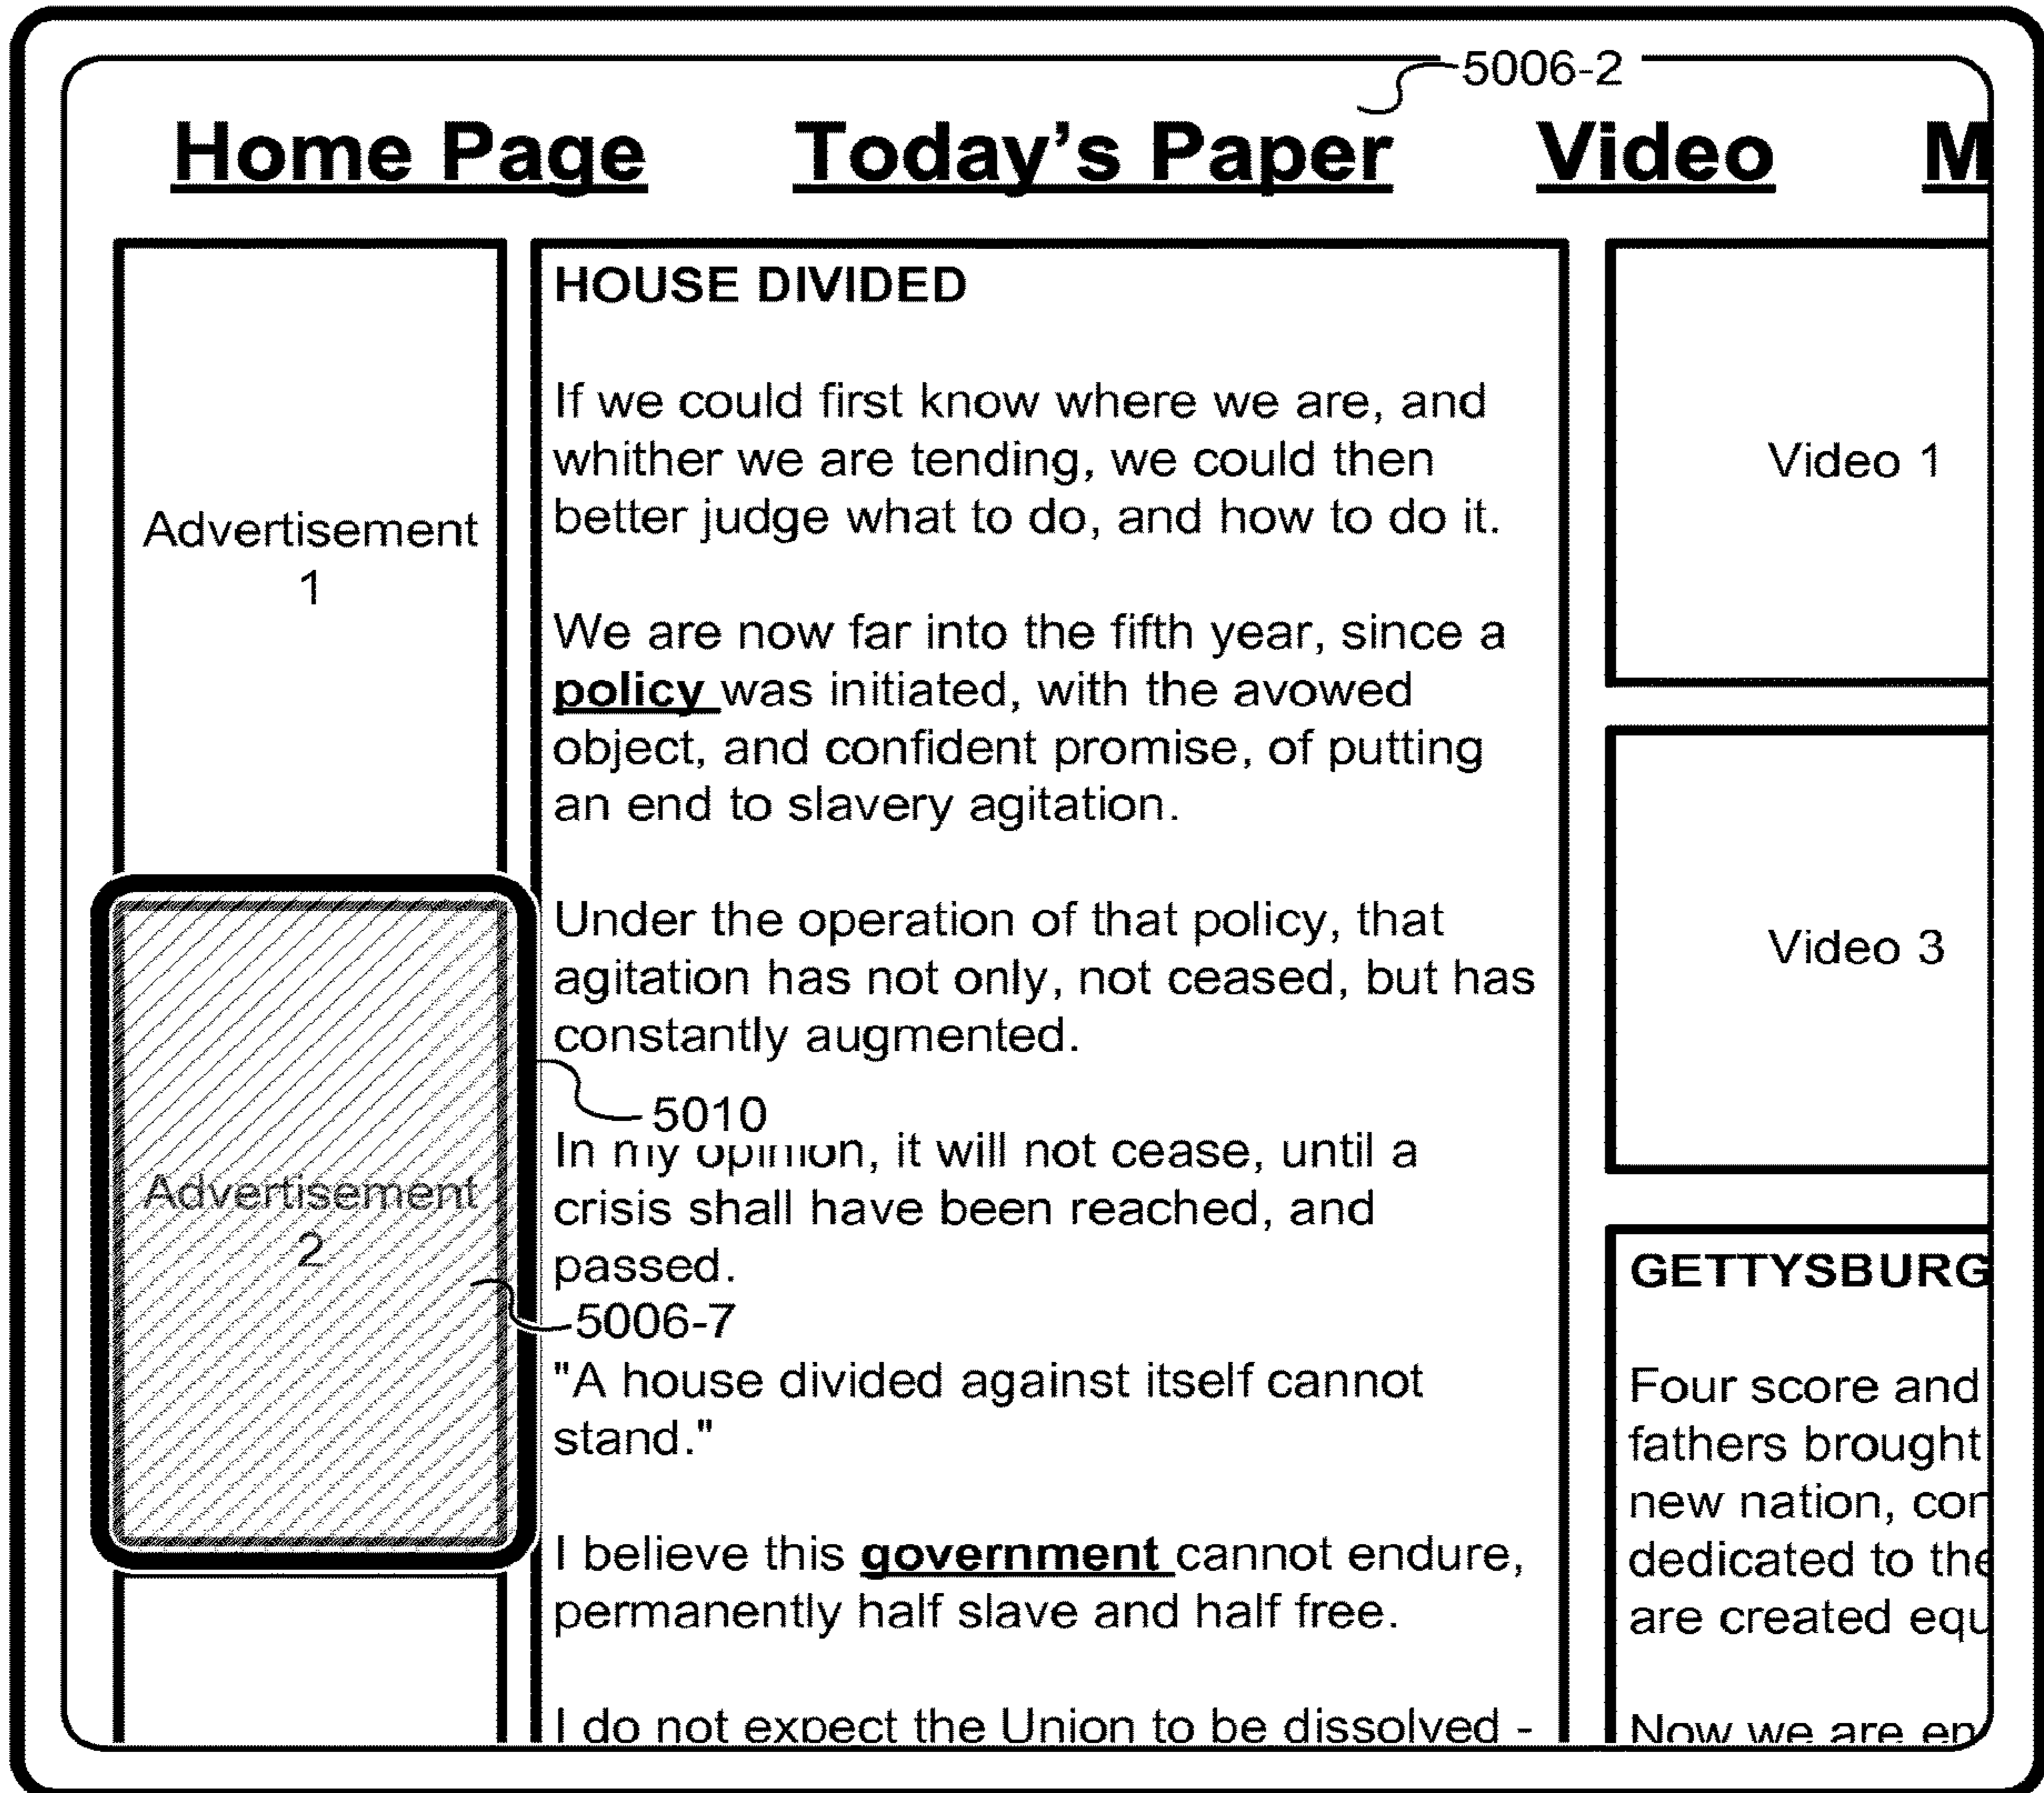 5006-2
Home Page Today's Paper Video M
Advertisement
1
Advertisement
2
HOUSE DIVIDED
If we could first know where we are, and
whither we are tending, we could then
better judge what to do, and how to do it.
We are now far into the fifth year, since a
policy was initiated, with the avowed
object, and confident promise, of putting
an end to slavery agitation.
Under the operation of that policy, that
agitation has not only, not ceased, but has
constantly augmented.
5010
In my opinion, it will not cease, until a
crisis shall have been reached, and
passed.
5006-7
"A house divided against itself cannot
stand."
I believe this government cannot endure,
permanently half slave and half free.
I do not expect the Union to be dissolved -
Video 1
Video 3
GETTYSBURG
Four score and
fathers brought
new nation, con
dedicated to the
are created equ
Now we are en